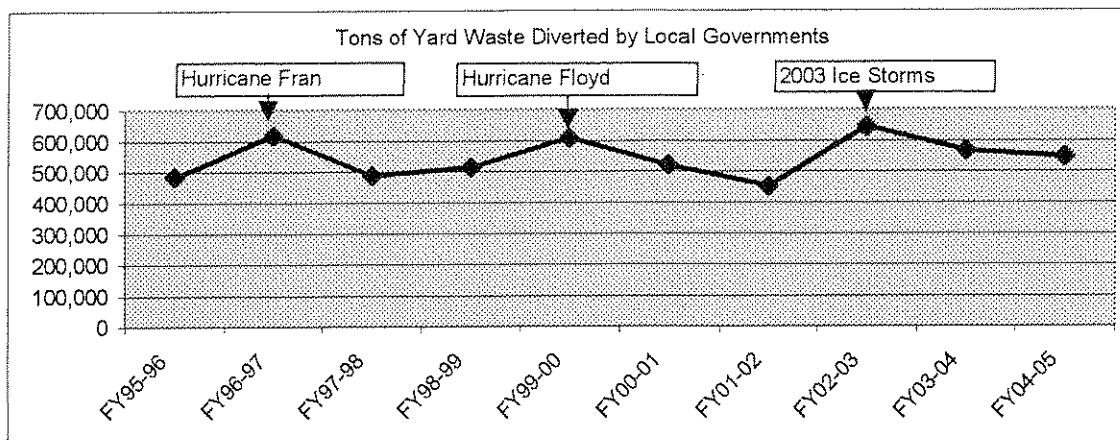 Tons of Yard Waste Diverted by Local Governments
Hurricane Fran
Hurricane Floyd
2003 Ice Storms
700,000
600,000
500,000
400,000
300,000
200,000
100,000
0
FY95-96
FY96-97
FY97-98
FY98-99
FY99-00
FY00-01
FY01-02
FY02-03
FY03-04
FY04-05